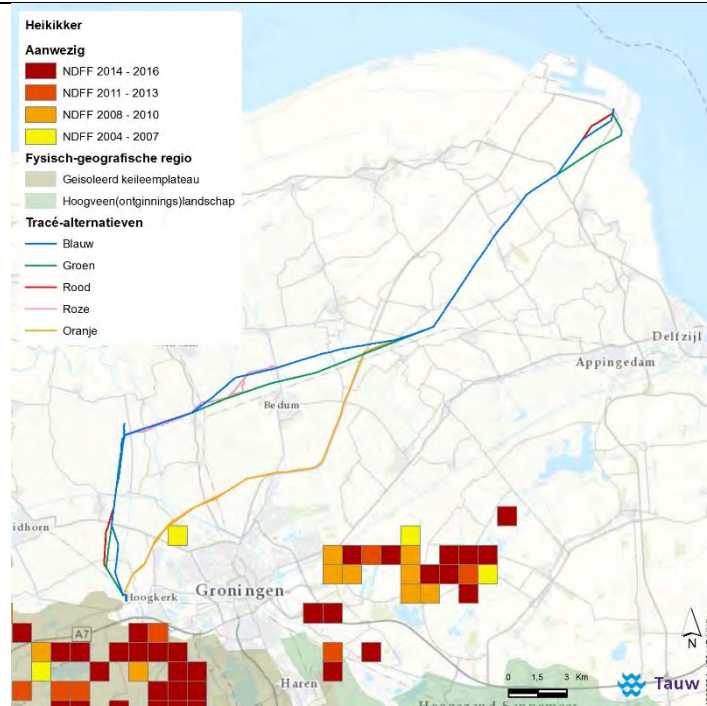 Heikikker
Aanwezig
NDFF 2014 - 2016
NDFF 2011 - 2013
NDFF 2008 - 2010
NDFF 2004 - 2007
Fysisch-geografische regio
Geisoleerd keileemplateau
Hoogveen(ontginnings)landschap
Tracé-alternatieven
Blauw
Groen
Rood
Roze
Oranje
Delfzijl
Appingedam
Bedum
idhorn
Hoogkerk
Groningen
A7
Haren
N
0 1,5 3 Km
Tauw